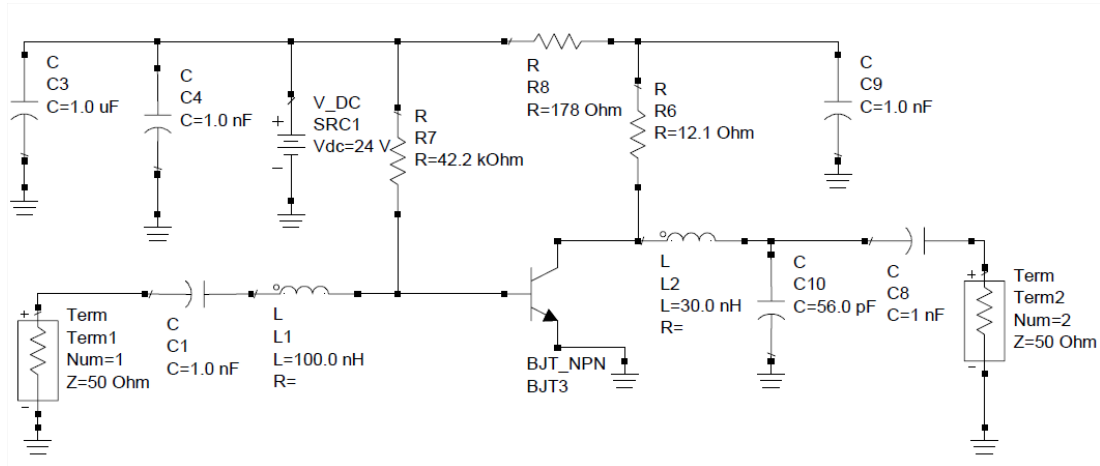 C
C3
C=1.0 uF
C
C4
C=1.0 nF
+
V_DC
SRC1
Vdc=24 V
-
R
R7
R=42.2 kOhm
R
R8
R=178 Ohm
R
R6
R=12.1 Ohm
C
C9
C=1.0 nF
+
Term
Term1
Num=1
Z=50 Ohm
-
C
C1
C=1.0 nF
L
L1
L=100.0 nH
R=
BJT_NPN
BJT3
L
L2
L=30.0 nH
R=
C
C10
C=56.0 pF
C
C8
C=1 nF
+
Term
Term2
Num=2
Z=50 Ohm
-